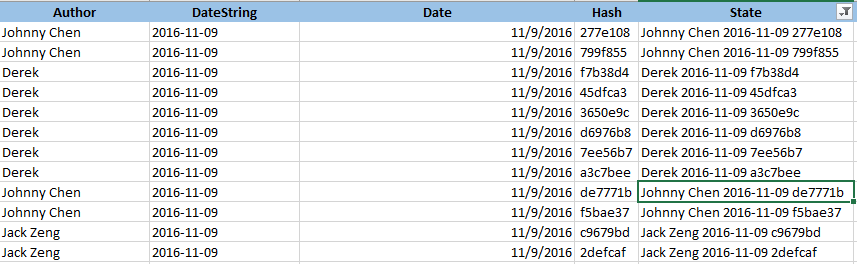 Author DateString Date Hash State
Johnny Chen 2016-11-09 11/9/2016 277e108 Johnny Chen 2016-11-09 277e108
Johnny Chen 2016-11-09 11/9/2016 799f855 Johnny Chen 2016-11-09 799f855
Derek 2016-11-09 11/9/2016 f7b38d4 Derek 2016-11-09 f7b38d4
Derek 2016-11-09 11/9/2016 45dfca3 Derek 2016-11-09 45dfca3
Derek 2016-11-09 11/9/2016 3650e9c Derek 2016-11-09 3650e9c
Derek 2016-11-09 11/9/2016 d6976b8 Derek 2016-11-09 d6976b8
Derek 2016-11-09 11/9/2016 7ee56b7 Derek 2016-11-09 7ee56b7
Derek 2016-11-09 11/9/2016 a3c7bee Derek 2016-11-09 a3c7bee
Johnny Chen 2016-11-09 11/9/2016 de7771b Johnny Chen 2016-11-09 de7771b
Johnny Chen 2016-11-09 11/9/2016 f5bae37 Johnny Chen 2016-11-09 f5bae37
Jack Zeng 2016-11-09 11/9/2016 c9679bd Jack Zeng 2016-11-09 c9679bd
Jack Zeng 2016-11-09 11/9/2016 2defcaf Jack Zeng 2016-11-09 2defcaf